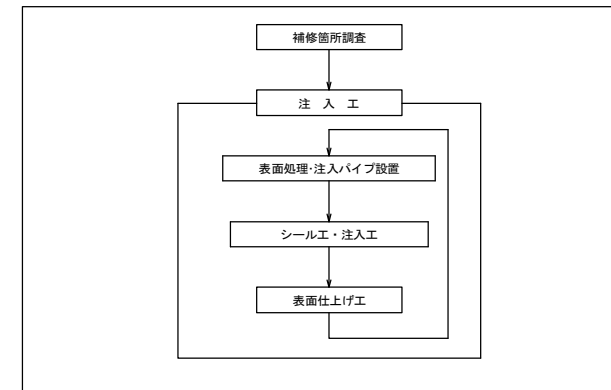 補修箇所調査
注　入　工
表面処理･注入パイプ設置
シール工・注入工
表面仕上げ工